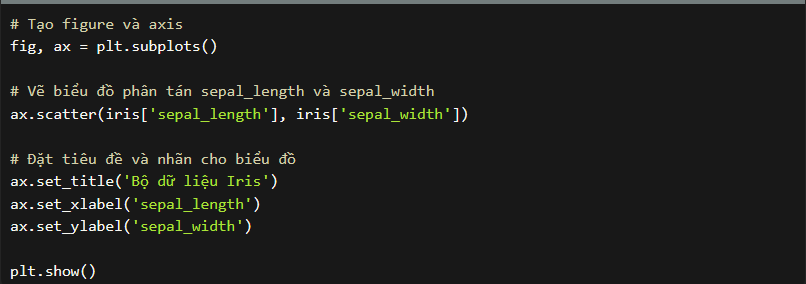 # Tạo figure và axis
fig, ax = plt.subplots()
# Vẽ biểu đồ phân tán sepal_length và sepal_width
ax.scatter(iris['sepal_length'], iris['sepal_width'])
# Đặt tiêu đề và nhãn cho biểu đồ
ax.set_title('Bộ dữ liệu Iris')
ax.set_xlabel('sepal_length')
ax.set_ylabel('sepal_width')
plt.show()